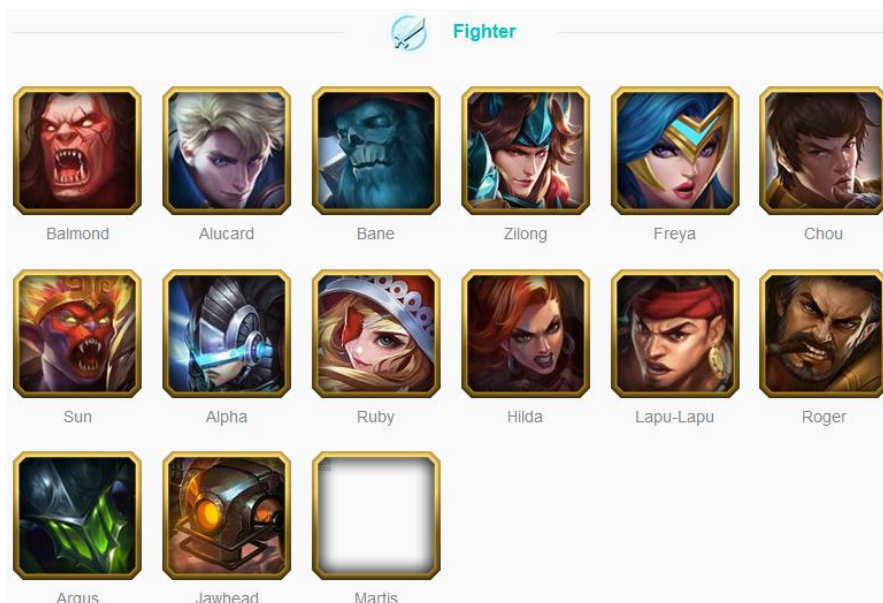 Fighter
Balmond Alucard Bane Zilong Freya Chou
Sun Alpha Ruby Hilda Lapu-Lapu Roger
Argus Jawhead Martis